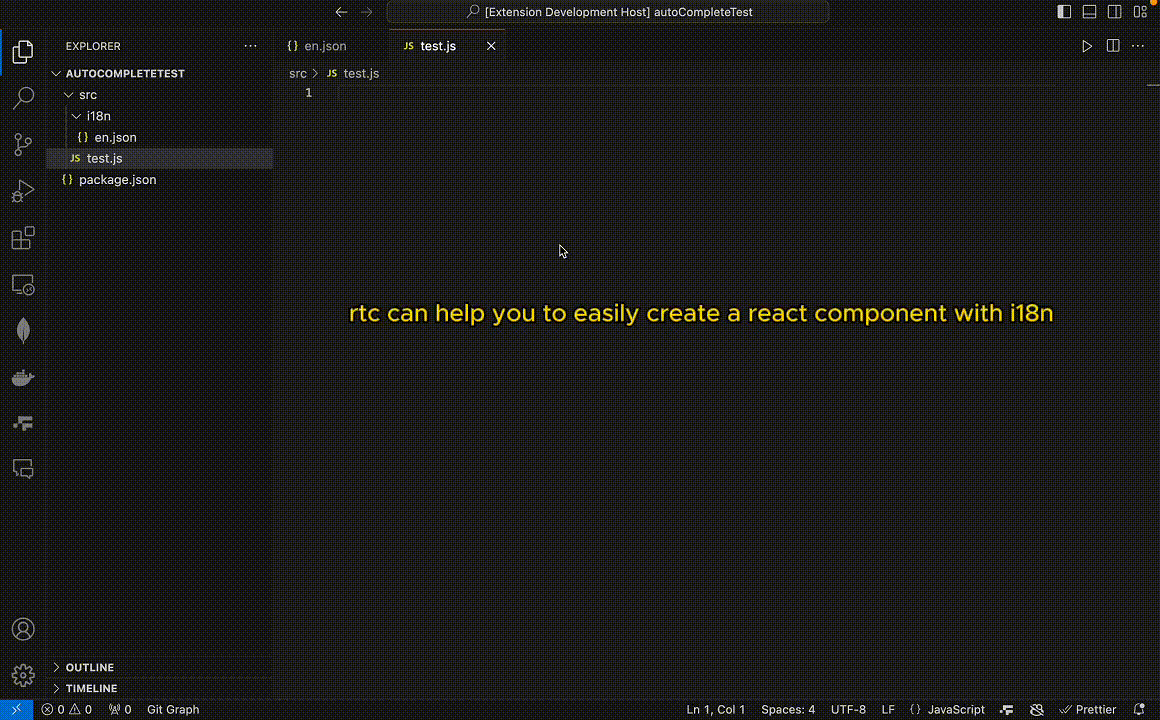 [Extension Development Host] autoCompleteTest
EXPLORER
{} en.json
JS test.js
AUTOCOMPLETETEST
src
i18n
{} en.json
JS test.js
{} package.json
src > JS test.js
1
rtc can help you to easily create a react component with i18n
OUTLINE
TIMELINE
0 0 0 Git Graph Ln 1, Col 1 Spaces: 4 UTF-8 LF {} JavaScript Prettier